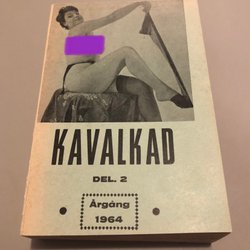 KAVALKAD
DEL. 2
Årgång
1964